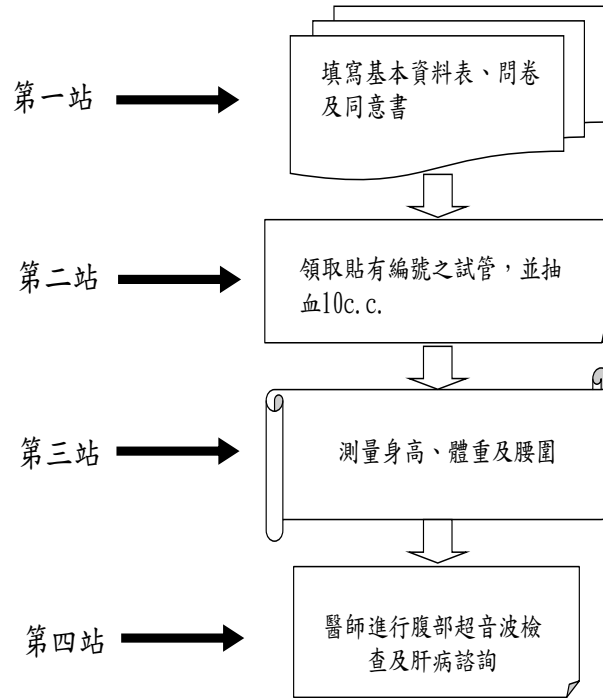 第一站
填寫基本資料表、問卷
及同意書
第二站
領取貼有編號之試管，並抽
血10c.c.
第三站
測量身高、體重及腰圍
第四站
醫師進行腹部超音波檢
查及肝病諮詢